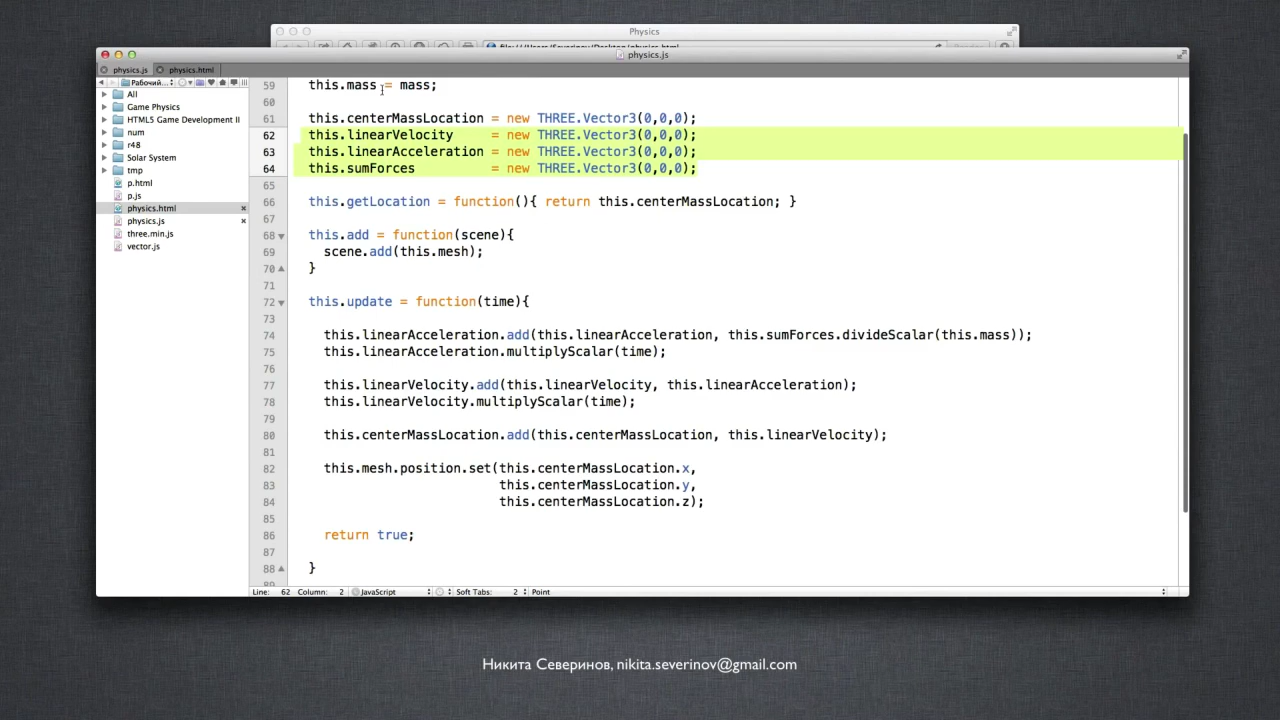 Physics
file:///Users/Severinov/Desktop/physics.html
physics.js
physics.js
physics.html
Рабочий...
All
Game Physics
HTML5 Game Development II
num
r48
Solar System
tmp
p.html
p.js
physics.html
physics.js
three.min.js
vector.js
59 this.mass = mass;
60
61 this.centerMassLocation = new THREE.Vector3(0,0,0);
62 this.linearVelocity     = new THREE.Vector3(0,0,0);
63 this.linearAcceleration = new THREE.Vector3(0,0,0);
64 this.sumForces          = new THREE.Vector3(0,0,0);
65
66 this.getLocation = function(){ return this.centerMassLocation; }
67
68 this.add = function(scene){
69   scene.add(this.mesh);
70 }
71
72 this.update = function(time){
73
74   this.linearAcceleration.add(this.linearAcceleration, this.sumForces.divideScalar(this.mass));
75   this.linearAcceleration.multiplyScalar(time);
76
77   this.linearVelocity.add(this.linearVelocity, this.linearAcceleration);
78   this.linearVelocity.multiplyScalar(time);
79
80   this.centerMassLocation.add(this.centerMassLocation, this.linearVelocity);
81
82   this.mesh.position.set(this.centerMassLocation.x,
83                          this.centerMassLocation.y,
84                          this.centerMassLocation.z);
85
86   return true;
87
88 }
89
Line: 62 Column: 2 JavaScript Soft Tabs: 2 Point
Никита Северинов, nikita.severinov@gmail.com